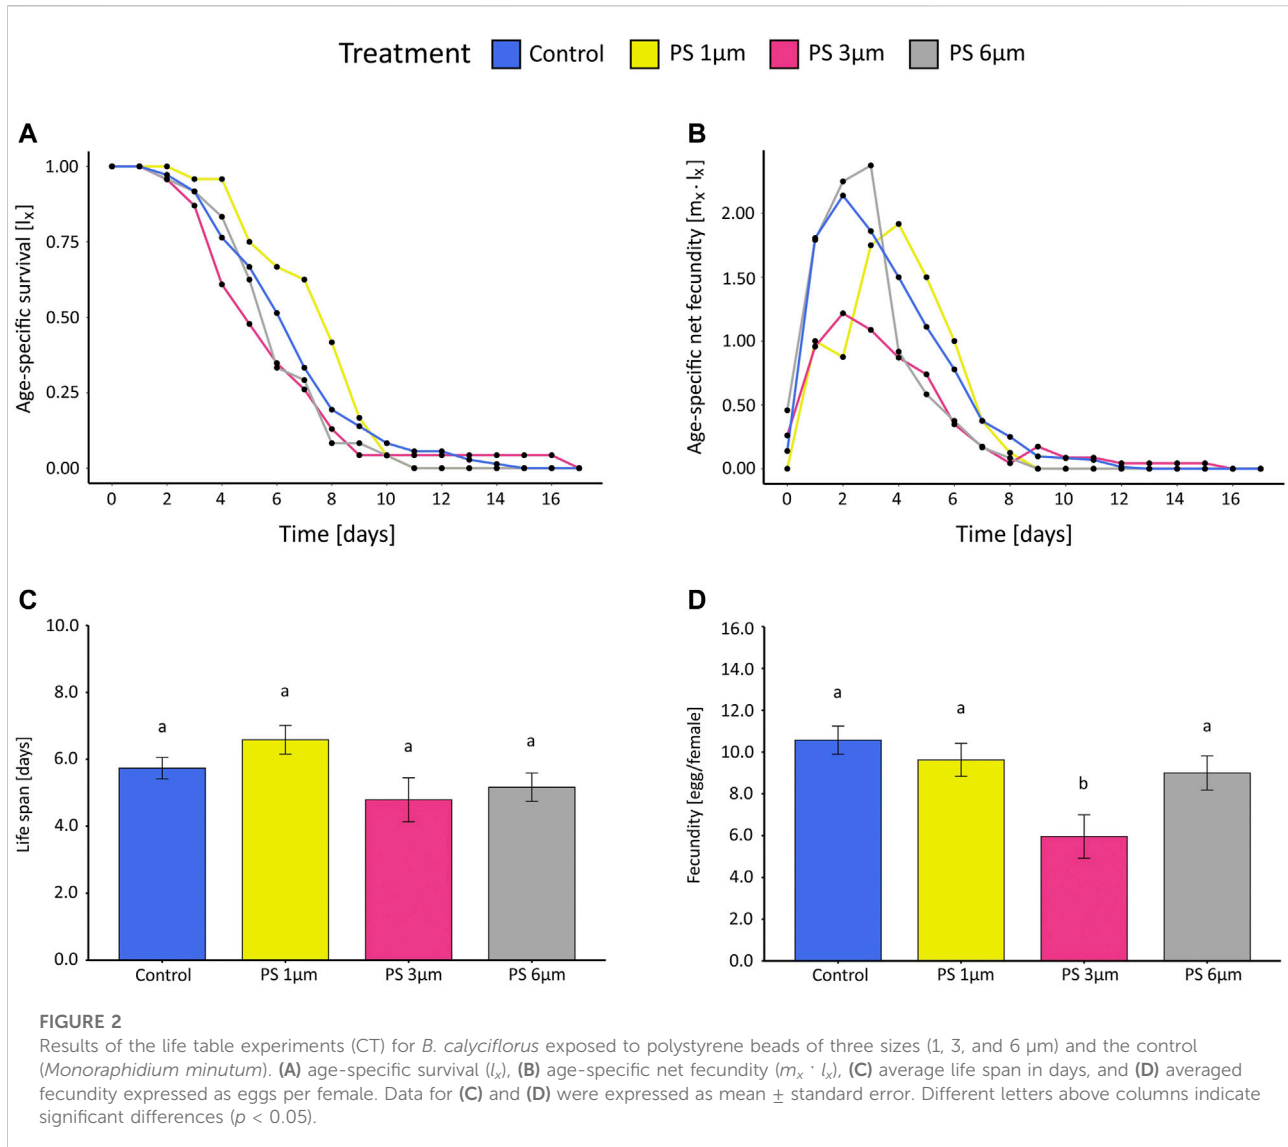 Treatment Control PS 1µm PS 3µm PS 6µm
A
Age-specific survival [lx]
1.00
0.75
0.50
0.25
0.00
0 2 4 6 8 10 12 14 16
Time [days]
B
Age-specific net fecundity [mx · lx]
2.00
1.50
1.00
0.50
0.00
0 2 4 6 8 10 12 14 16
Time [days]
C
Life span [days]
10.0
8.0
6.0
4.0
2.0
0.0
a a a a
Control PS 1µm PS 3µm PS 6µm
D
Fecundity [egg/female]
16.0
14.0
12.0
10.0
8.0
6.0
4.0
2.0
0.0
a a b a
Control PS 1µm PS 3µm PS 6µm
FIGURE 2
Results of the life table experiments (CT) for B. calyciflorus exposed to polystyrene beads of three sizes (1, 3, and 6 µm) and the control
(Monoraphidium minutum). (A) age-specific survival (lx), (B) age-specific net fecundity (mx · lx), (C) average life span in days, and (D) averaged
fecundity expressed as eggs per female. Data for (C) and (D) were expressed as mean ± standard error. Different letters above columns indicate
significant differences (p < 0.05).